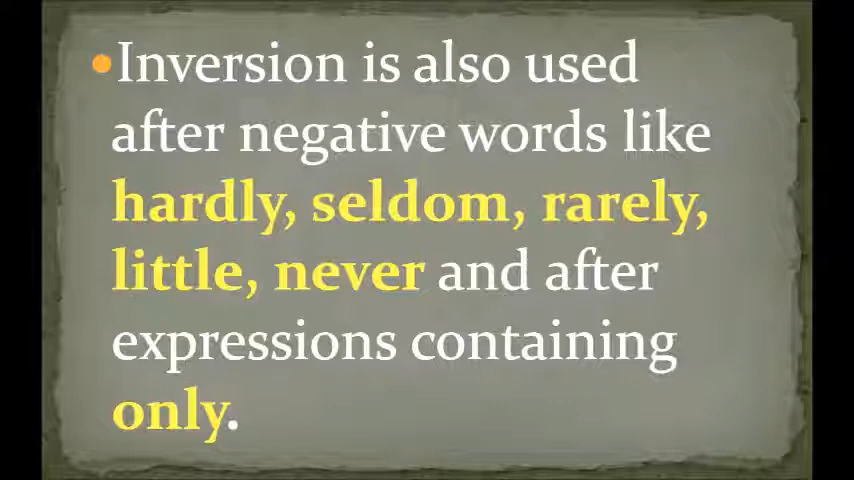 •Inversion is also used
after negative words like
hardly, seldom, rarely,
little, never and after
expressions containing
only.